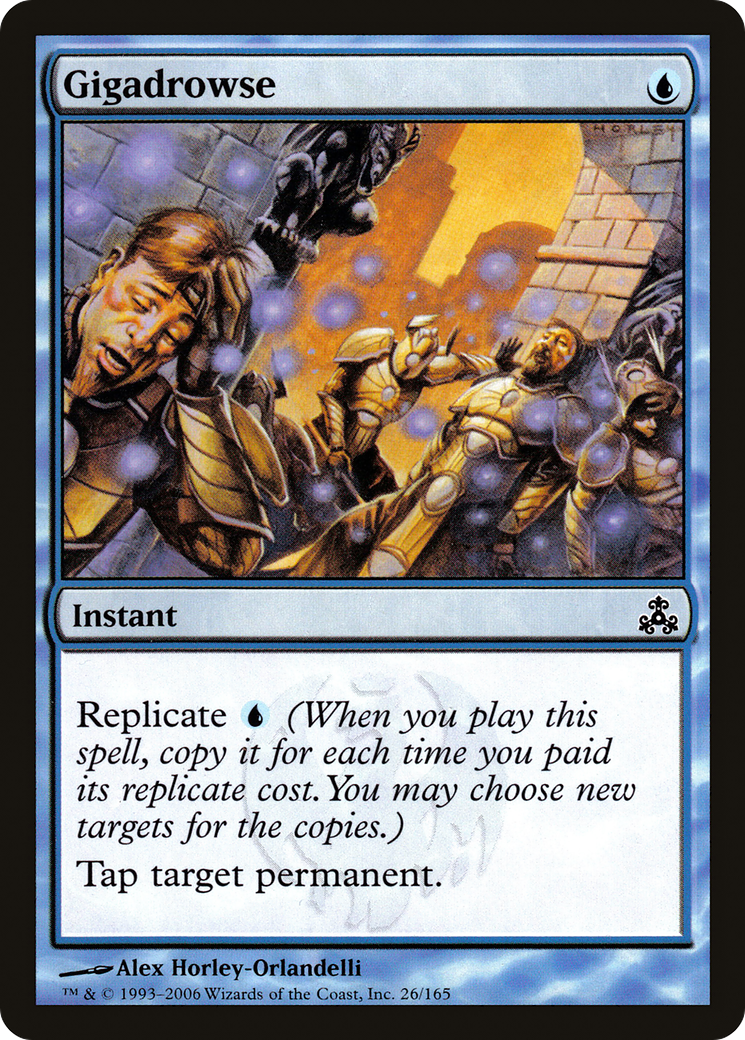 Gigadrowse
HORLEY
Instant
Replicate (When you play this
spell, copy it for each time you paid
its replicate cost. You may choose new
targets for the copies.)
Tap target permanent.
Alex Horley-Orlandelli
™ & © 1993–2006 Wizards of the Coast, Inc. 26/165